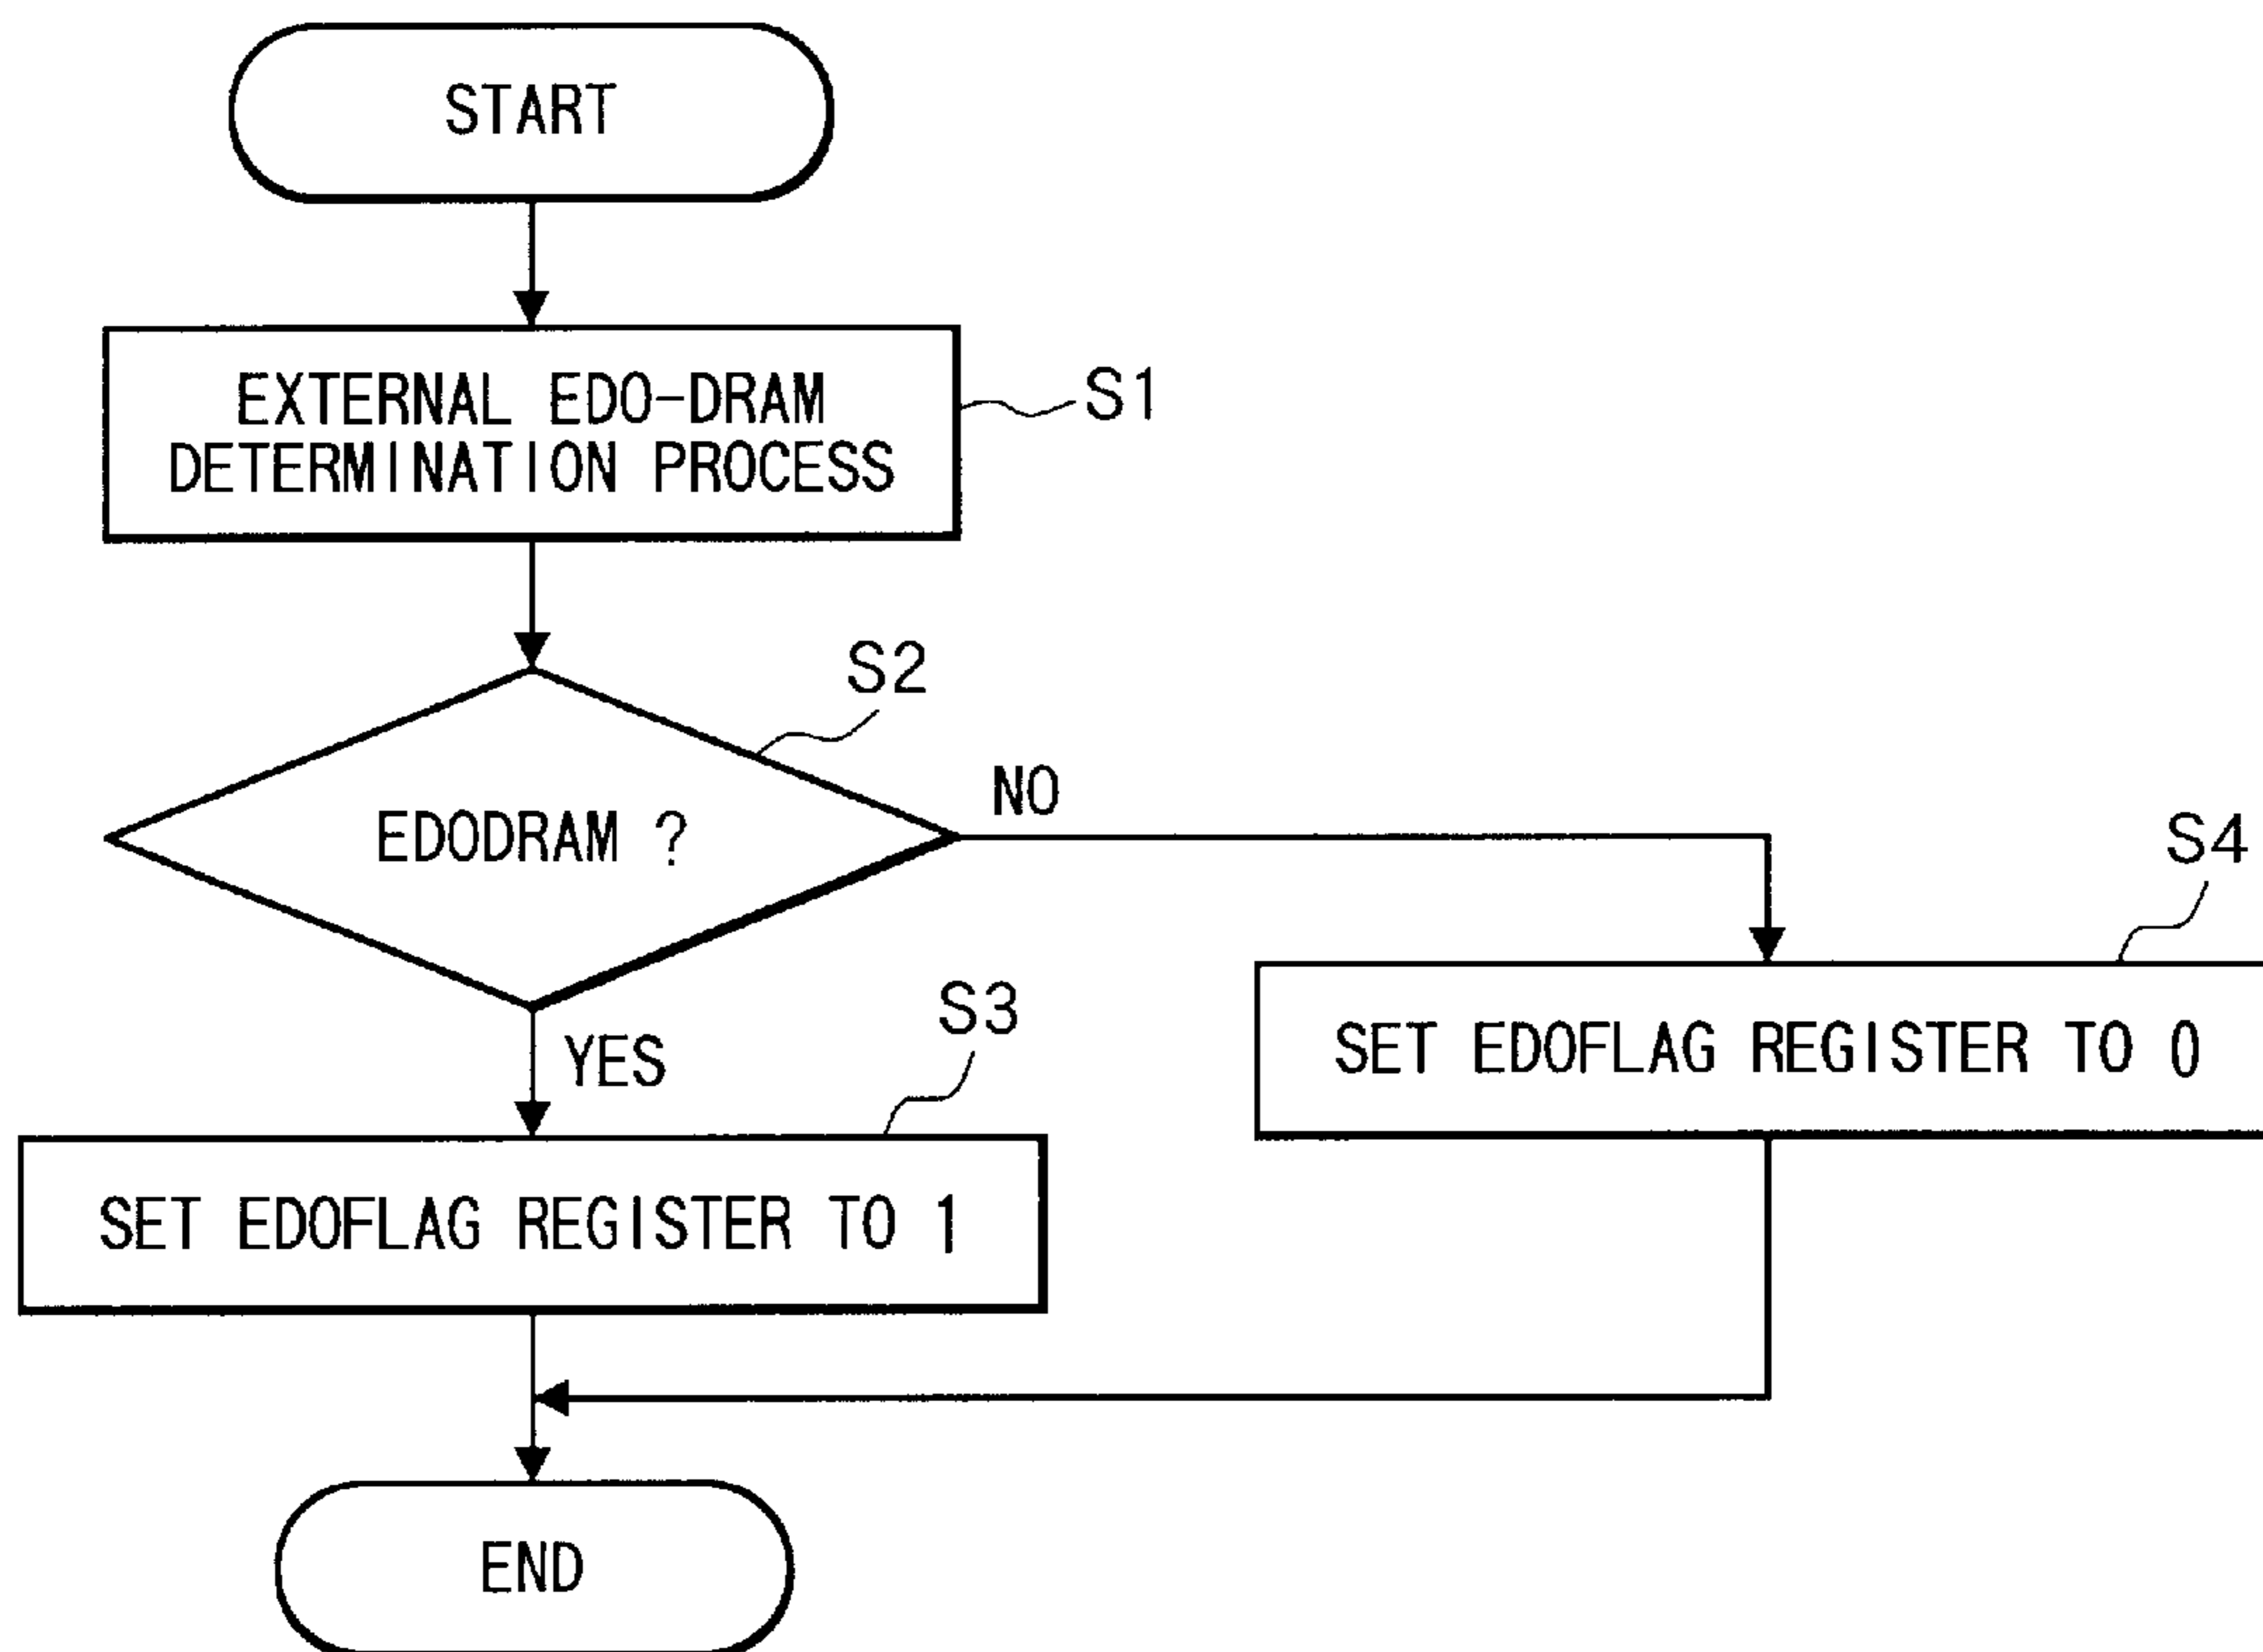 START
EXTERNAL EDO-DRAM
DETERMINATION PROCESS
S1
S2
EDODRAM ?
NO
S4
SET EDOFLAG REGISTER TO 0
YES
S3
SET EDOFLAG REGISTER TO 1
END